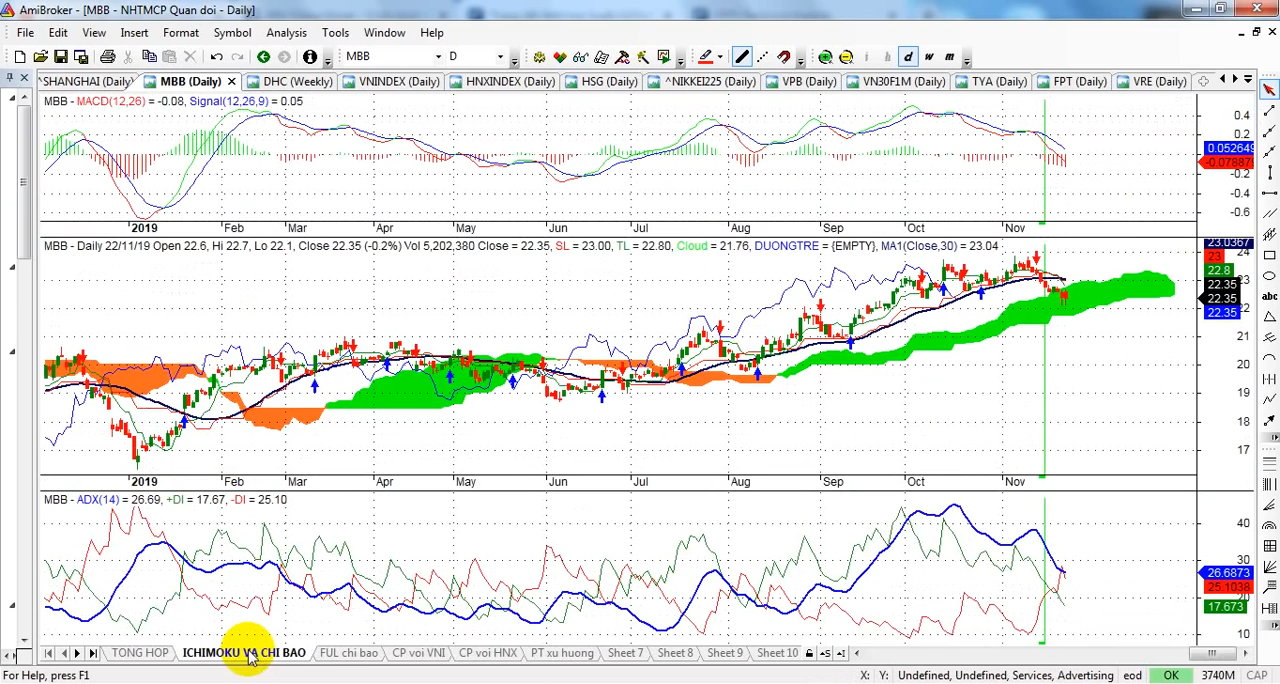 AmiBroker - [MBB - NHTMCP Quan doi - Daily]
File Edit View Insert Format Symbol Analysis Tools Window Help
MBB D i h d w m
^SHANGHAI (Daily) MBB (Daily) DHC (Weekly) VNINDEX (Daily) HNXINDEX (Daily) HSG (Daily) ^NIKKEI225 (Daily) VPB (Daily) VN30F1M (Daily) TYA (Daily) FPT (Daily) VRE (Daily)
MBB - MACD(12,26) = -0.08, Signal(12,26,9) = 0.05
0.4
0.2
0.052649
-0.07887
-0.2
-0.4
-0.6
2019 Feb Mar Apr May Jun Jul Aug Sep Oct Nov
MBB - Daily 22/11/19 Open 22.6, Hi 22.7, Lo 22.1, Close 22.35 (-0.2%) Vol 5,202,380 Close = 22.35, SL = 23.00, TL = 22.80, Cloud = 21.76, DUONGTRE = {EMPTY}, MA1(Close,30) = 23.04
23.0367
24
23
22.8
22.35
22.35
22.35
21
20
19
18
17
2019 Feb Mar Apr May Jun Jul Aug Sep Oct Nov
MBB - ADX(14) = 26.69, +DI = 17.67, -DI = 25.10
40
30
26.6873
25.1038
17.673
10
abc
TONG HOP ICHIMOKU VA CHI BAO FUL chi bao CP voi VNI CP voi HNX PT xu huong Sheet 7 Sheet 8 Sheet 9 Sheet 10
For Help, press F1 X: Y: Undefined, Undefined, Services, Advertising eod OK 3740M CAP